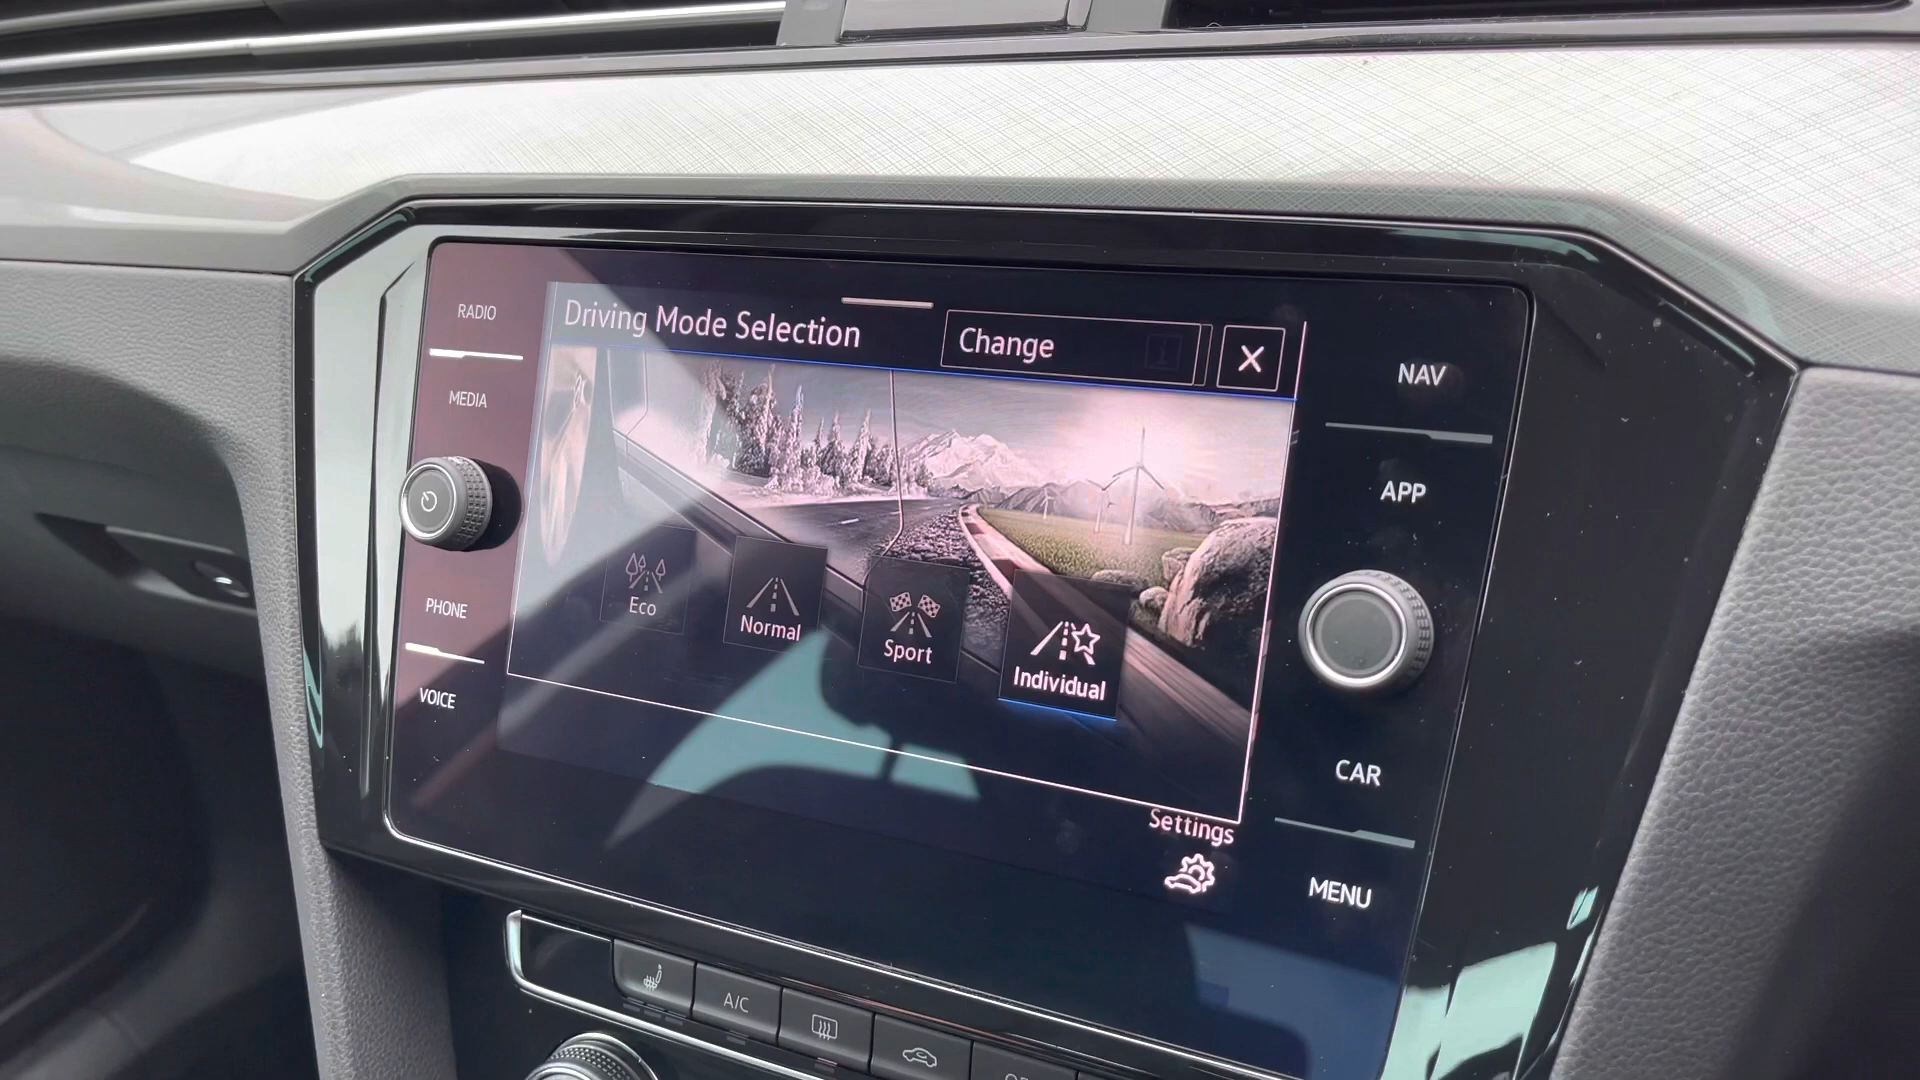 RADIO
MEDIA
PHONE
VOICE
Driving Mode Selection
Change
Eco
Normal
Sport
Individual
Settings
NAV
APP
CAR
MENU
A/C